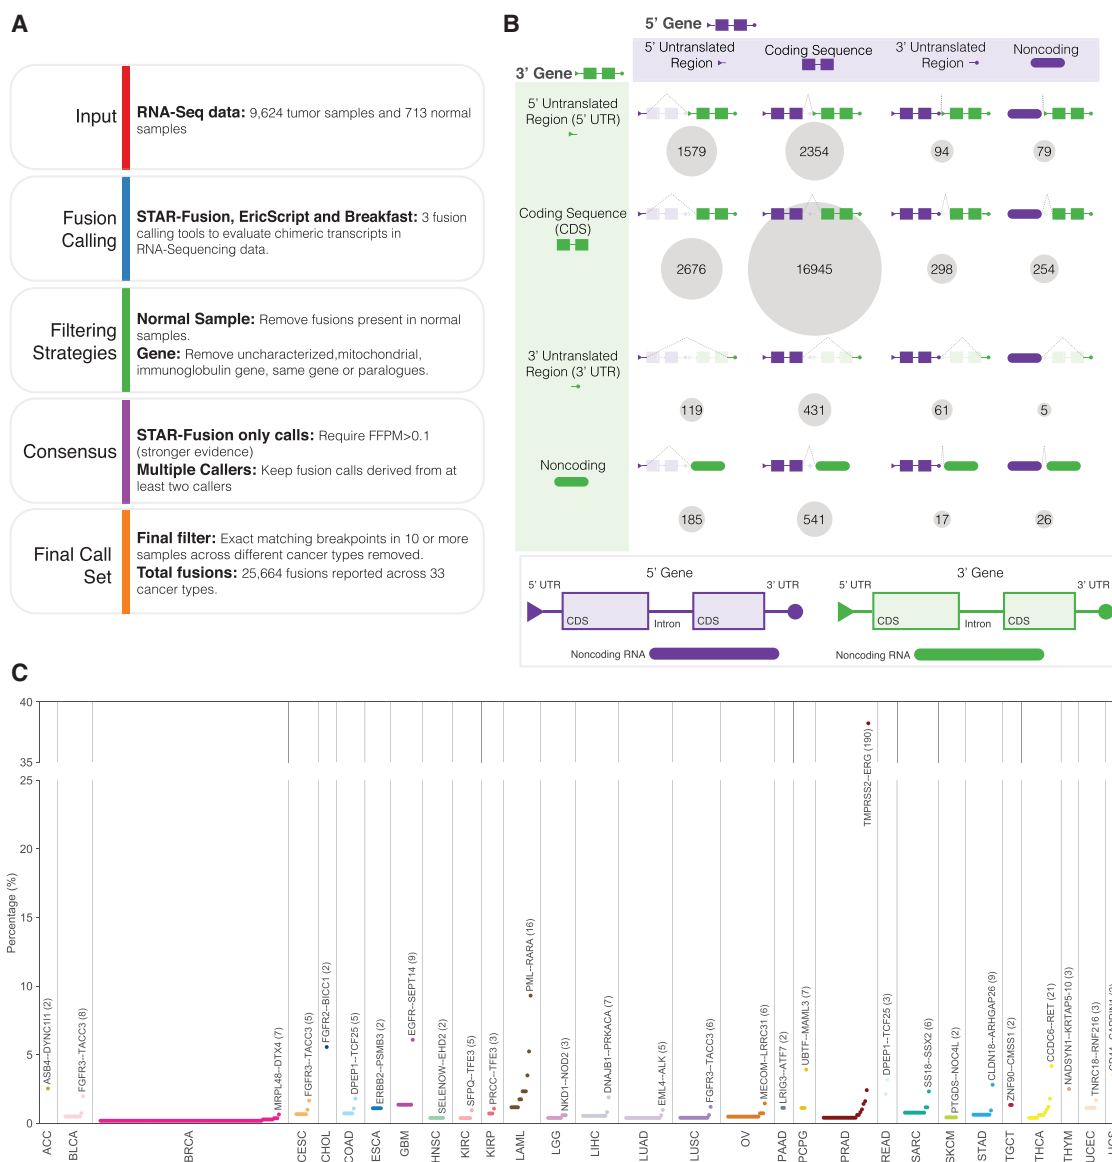 A
Input
RNA-Seq data: 9,624 tumor samples and 713 normal
samples
Fusion
Calling
STAR-Fusion, EricScript and Breakfast: 3 fusion
calling tools to evaluate chimeric transcripts in
RNA-Sequencing data.
Filtering
Strategies
Normal Sample: Remove fusions present in normal
samples.
Gene: Remove uncharacterized,mitochondrial,
immunoglobulin gene, same gene or paralogues.
Consensus
STAR-Fusion only calls: Require FFPM>0.1
(stronger evidence)
Multiple Callers: Keep fusion calls derived from at
least two callers
Final Call
Set
Final filter: Exact matching breakpoints in 10 or more
samples across different cancer types removed.
Total fusions: 25,664 fusions reported across 33
cancer types.
B
5' Gene
5' Untranslated
Region
Coding Sequence
3' Untranslated
Region
Noncoding
3' Gene
5' Untranslated
Region (5' UTR)
1579
2354
94
79
Coding Sequence
(CDS)
2676
16945
298
254
3' Untranslated
Region (3' UTR)
119
431
61
5
Noncoding
185
541
17
26
5' Gene
5' UTR
3' UTR
CDS
Intron
CDS
Noncoding RNA
3' Gene
5' UTR
3' UTR
CDS
Intron
CDS
Noncoding RNA
C
Percentage (%)
40
35
25
20
15
10
5
0
ASB4--DYNC1I1 (2)
FGFR3--TACC3 (8)
MRPL48--DTX4 (7)
FGFR3--TACC3 (5)
FGFR2--BICC1 (2)
DPEP1--TCF25 (5)
ERBB2--PSMB3 (2)
EGFR--SEPT14 (9)
SELENOW--EHD2 (2)
SFPQ--TFE3 (5)
PRCC--TFE3 (3)
PML--RARA (16)
NKD1--NOD2 (3)
DNAJB1--PRKACA (7)
EML4--ALK (5)
FGFR3--TACC3 (6)
MECOM--LRRC31 (6)
LRIG3--ATF7 (2)
UBTF--MAML3 (7)
TMPRSS2--ERG (190)
DPEP1--TCF25 (3)
SS18--SSX2 (6)
PTGDS--NOC4L (2)
CLDN18--ARHGAP26 (9)
ZNF90--CMSS1 (2)
CCDC6--RET (21)
NADSYN1--KRTAP5-10 (3)
TNRC18--RNF216 (3)
ACC
BLCA
BRCA
CESC
CHOL
COAD
ESCA
GBM
HNSC
KIRC
KIRP
LAML
LGG
LIHC
LUAD
LUSC
OV
PAAD
PCPG
PRAD
READ
SARC
SKCM
STAD
TGCT
THCA
THYM
UCEC